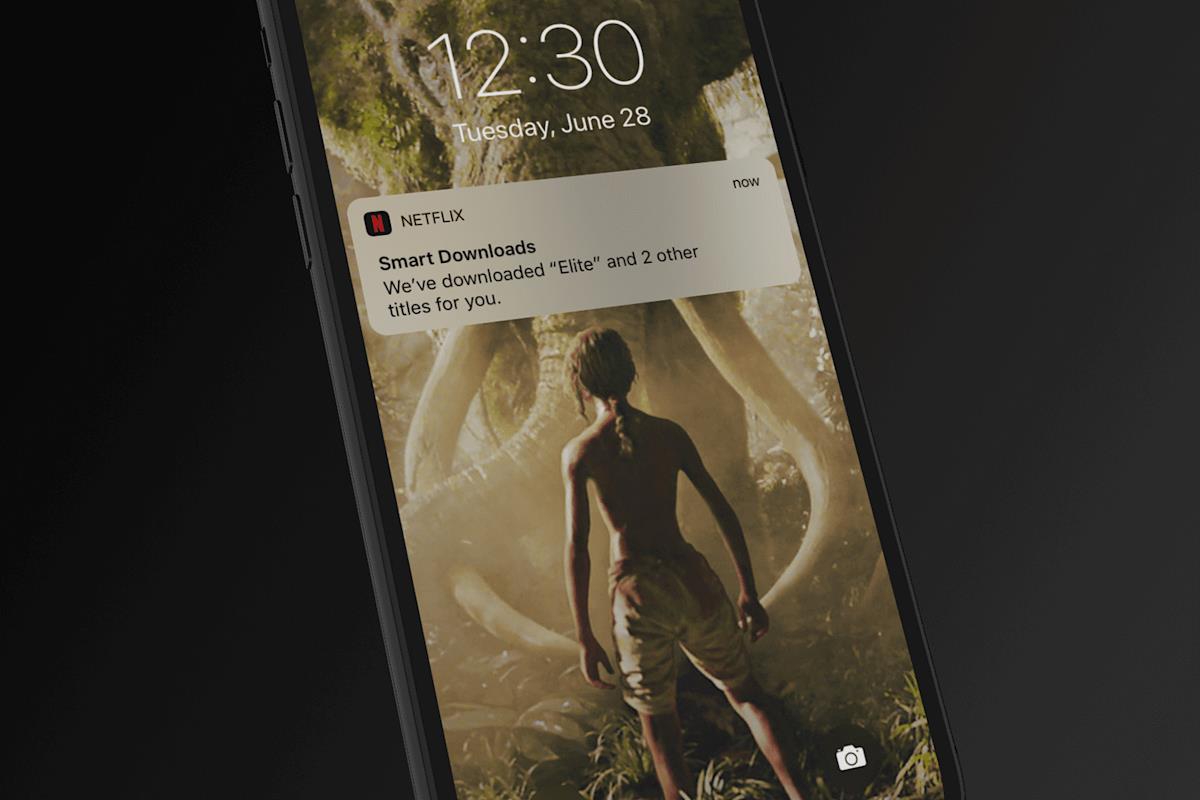 12:30
Tuesday, June 28
NETFLIX
now
Smart Downloads
We’ve downloaded “Elite” and 2 other
titles for you.